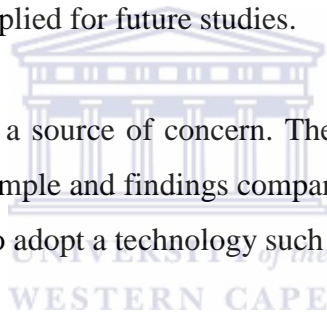 plied for future studies.
a source of concern. The
mple and findings compar
o adopt a technology such
UNIVERSITY of the
WESTERN CAPE